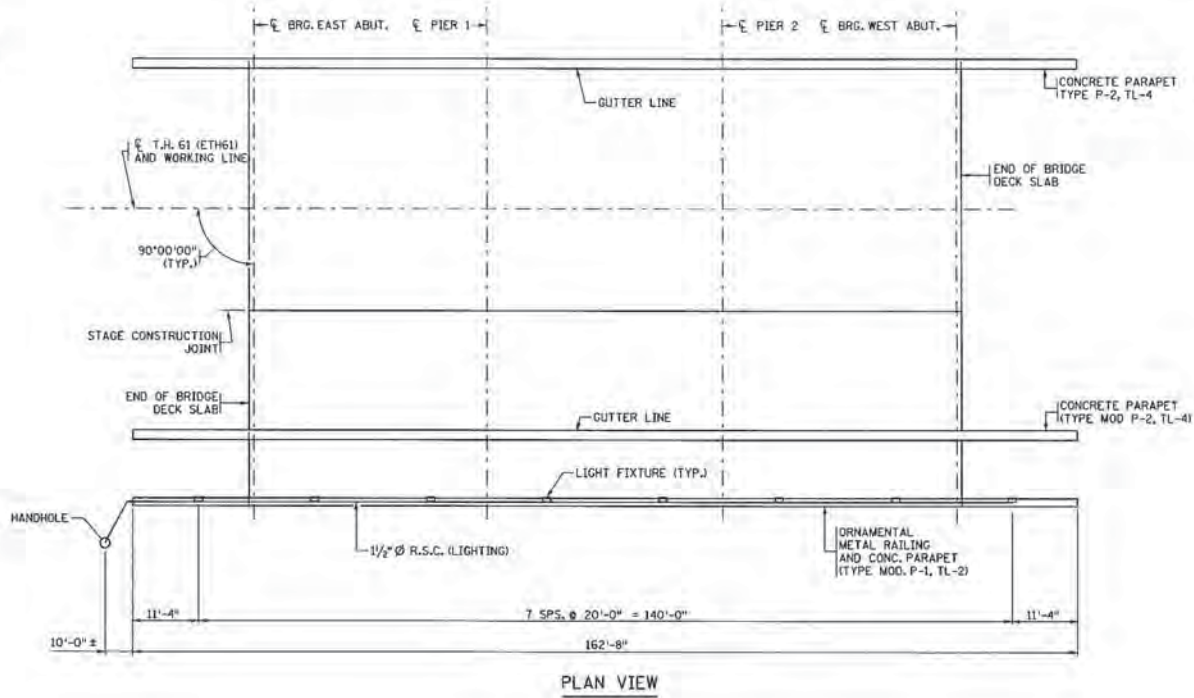 ℄ BRG. EAST ABUT.
℄ PIER 1
℄ PIER 2
℄ BRG. WEST ABUT.
CONCRETE PARAPET
TYPE P-2, TL-4
GUTTER LINE
℄ T.H. 61 (ETH61)
AND WORKING LINE
END OF BRIDGE
DECK SLAB
90°00'00"
(TYP.)
STAGE CONSTRUCTION
JOINT
END OF BRIDGE
DECK SLAB
GUTTER LINE
CONCRETE PARAPET
(TYPE MOD P-2, TL-4)
LIGHT FIXTURE (TYP.)
HANDHOLE
1½" Ø R.S.C. (LIGHTING)
ORNAMENTAL
METAL RAILING
AND CONC. PARAPET
(TYPE MOD. P-1, TL-2)
11'-4"
7 SPS. @ 20'-0" = 140'-0"
11'-4"
10'-0" ±
162'-8"
PLAN VIEW